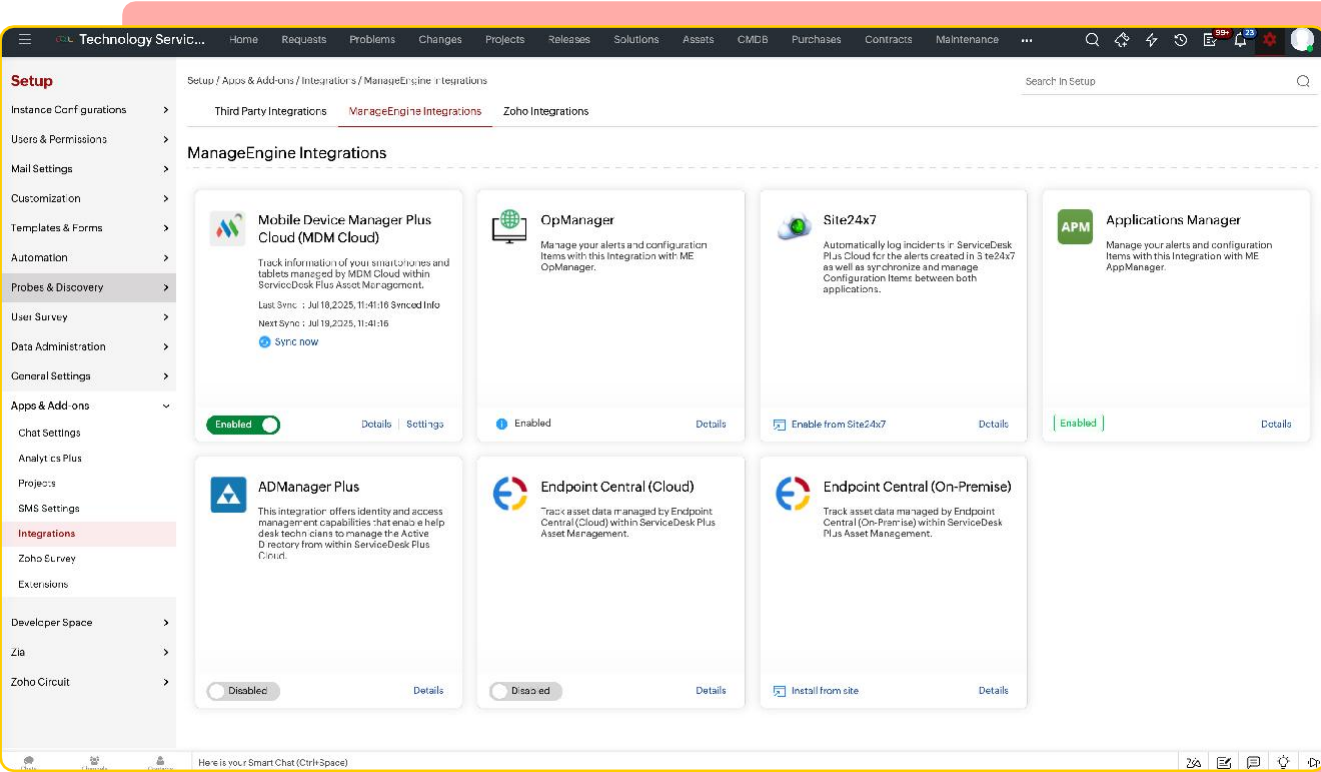 Technology Servic...
Home
Requests
Problems
Changes
Projects
Releases
Solutions
Assets
CMDB
Purchases
Contracts
Maintenance
...
99+
23
Setup
Instance Configurations
Users & Permissions
Mail Settings
Customization
Templates & Forms
Automation
Probes & Discovery
User Survey
Data Administration
General Settings
Apps & Add-ons
Chat Settings
Analytics Plus
Projects
SMS Settings
Integrations
Zoho Survey
Extensions
Developer Space
Zia
Zoho Circuit
Setup / Apps & Add-ons / Integrations / ManageEngine Integrations
Search in Setup
Third Party Integrations
ManageEngine Integrations
Zoho Integrations
ManageEngine Integrations
Mobile Device Manager Plus
Cloud (MDM Cloud)
Track information of your smartphones and
tablets managed by MDM Cloud within
ServiceDesk Plus Asset Management.
Last Sync : Jul 18,2025, 11:41:16 Synced Info
Next Sync : Jul 19,2025, 11:41:16
Sync now
Enabled
Details
Settings
OpManager
Manage your alerts and configuration
Items with this Integration with ME
OpManager.
Enabled
Details
Site24x7
Automatically log incidents in ServiceDesk
Plus Cloud for the alerts created in Site24x7
as well as synchronize and manage
Configuration Items between both
applications.
Enable from Site24x7
Details
APM
Applications Manager
Manage your alerts and configuration
Items with this Integration with ME
AppManager.
Enabled
Details
ADManager Plus
This integration offers identity and access
management capabilities that enable help
desk technicians to manage the Active
Directory from within ServiceDesk Plus
Cloud.
Disabled
Details
Endpoint Central (Cloud)
Track asset data managed by Endpoint
Central (Cloud) within ServiceDesk Plus
Asset Management.
Disabled
Details
Endpoint Central (On-Premise)
Track asset data managed by Endpoint
Central (On-Premise) within ServiceDesk
Plus Asset Management.
Install from site
Details
Chats
Channels
Contacts
Here is your Smart Chat (Ctrl+Space)